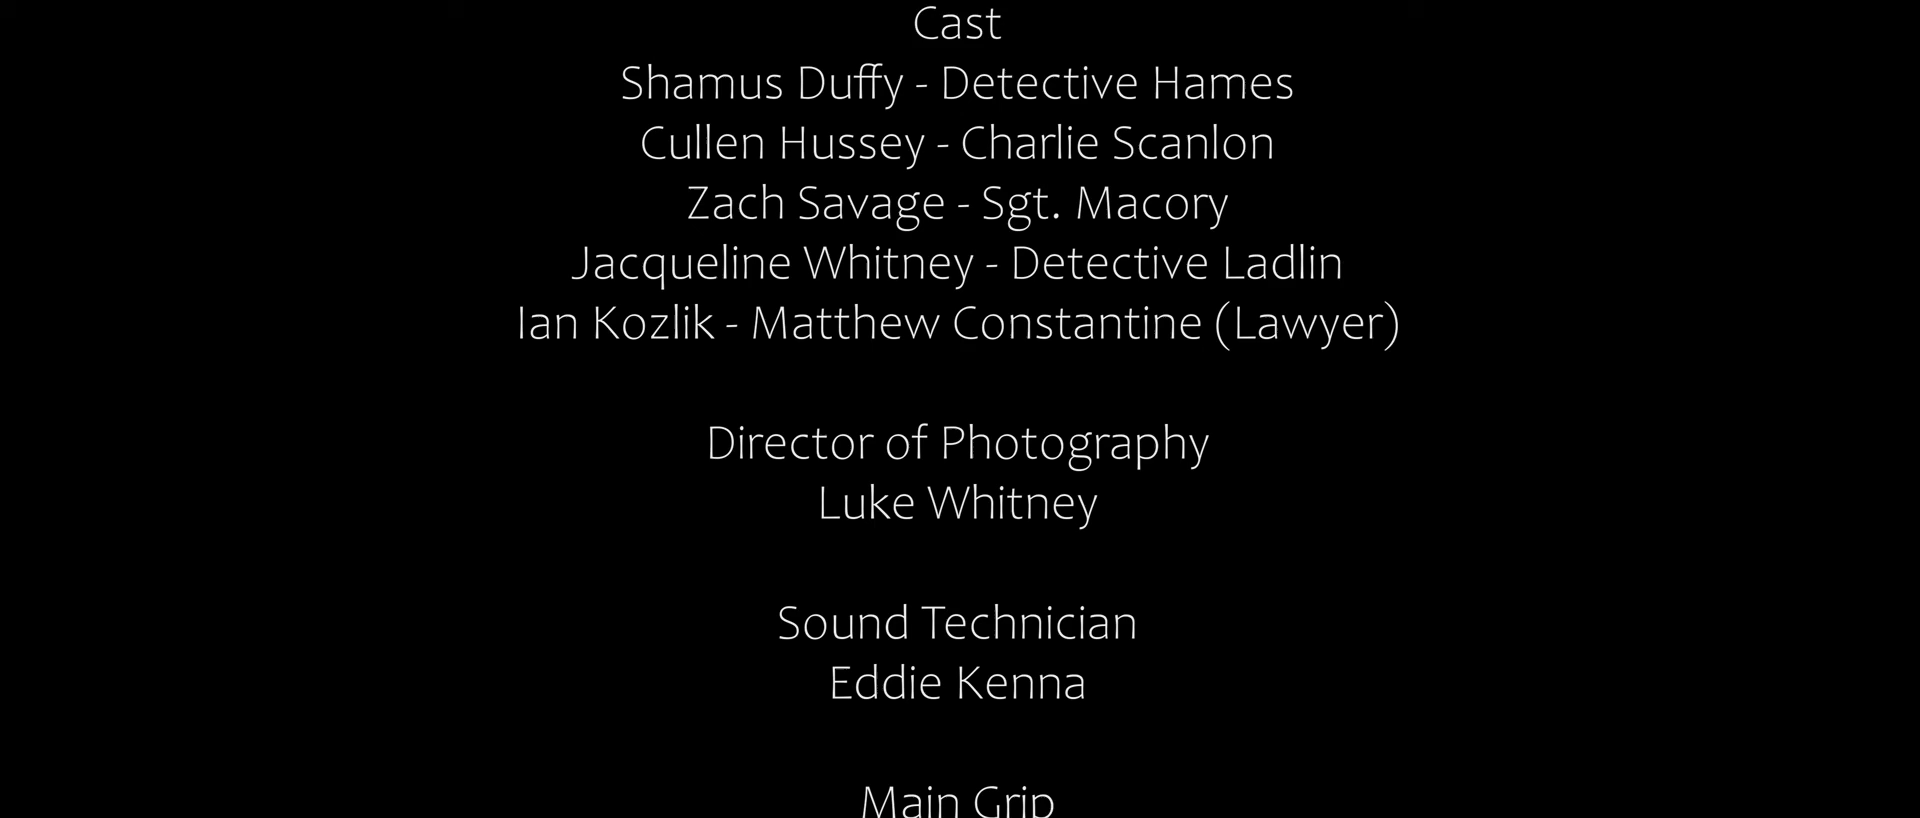 Cast
Shamus Duffy - Detective Hames
Cullen Hussey - Charlie Scanlon
Zach Savage - Sgt. Macory
Jacqueline Whitney - Detective Ladlin
Ian Kozlik - Matthew Constantine (Lawyer)
Director of Photography
Luke Whitney
Sound Technician
Eddie Kenna
Main Grip